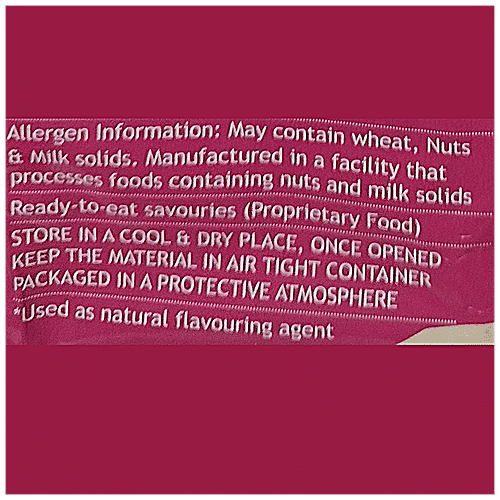 Allergen Information: May contain wheat, Nuts
& Milk solids. Manufactured in a facility that
processes foods containing nuts and milk solids
Ready-to-eat savouries (Proprietary Food)
STORE IN A COOL & DRY PLACE, ONCE OPENED
KEEP THE MATERIAL IN AIR TIGHT CONTAINER
PACKAGED IN A PROTECTIVE ATMOSPHERE
*Used as natural flavouring agent